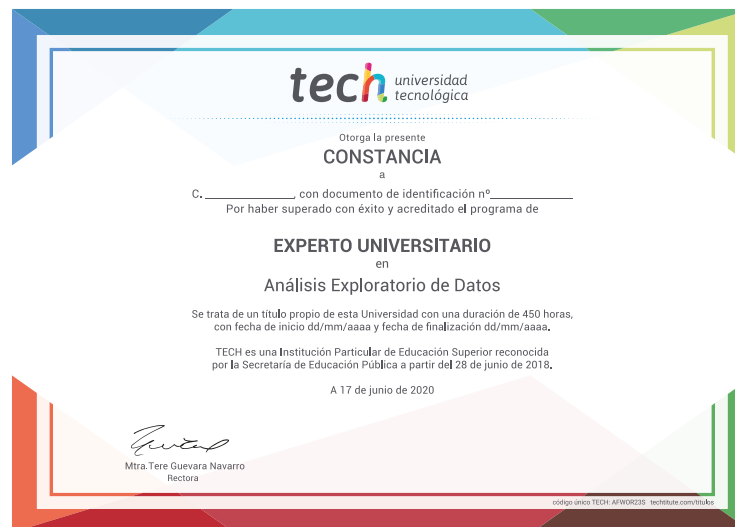 tech universidad
tecnológica
Otorga la presente
CONSTANCIA
a
C. ______________, con documento de identificación nº______________
Por haber superado con éxito y acreditado el programa de
EXPERTO UNIVERSITARIO
en
Análisis Exploratorio de Datos
Se trata de un título propio de esta Universidad con una duración de 450 horas,
con fecha de inicio dd/mm/aaaa y fecha de finalización dd/mm/aaaa.
TECH es una Institución Particular de Educación Superior reconocida
por la Secretaría de Educación Pública a partir del 28 de junio de 2018.
A 17 de junio de 2020
Mtra.Tere Guevara Navarro
Rectora
código único TECH: AFWOR23S techtitute.com/titulos